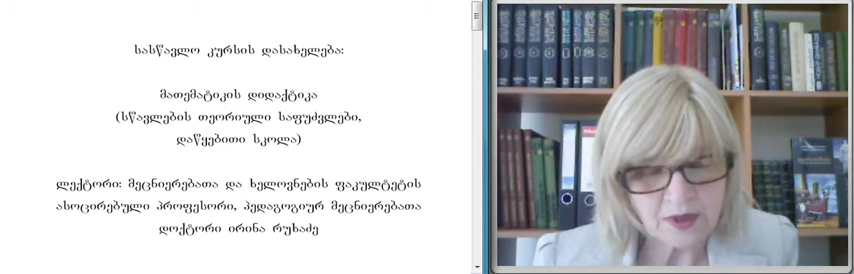 სასწავლო კურსის დასახელება:
მათემატიკის დიდაქტიკა
(სწავლების თეორიული საფუძვლები,
დაწყებითი სკოლა)
ლექტორი: მეცნიერებათა და ხელოვნების ფაკულტეტის
ასოცირებული პროფესორი, პედაგოგიურ მეცნიერებათა
დოქტორი ირინა რუხაძე